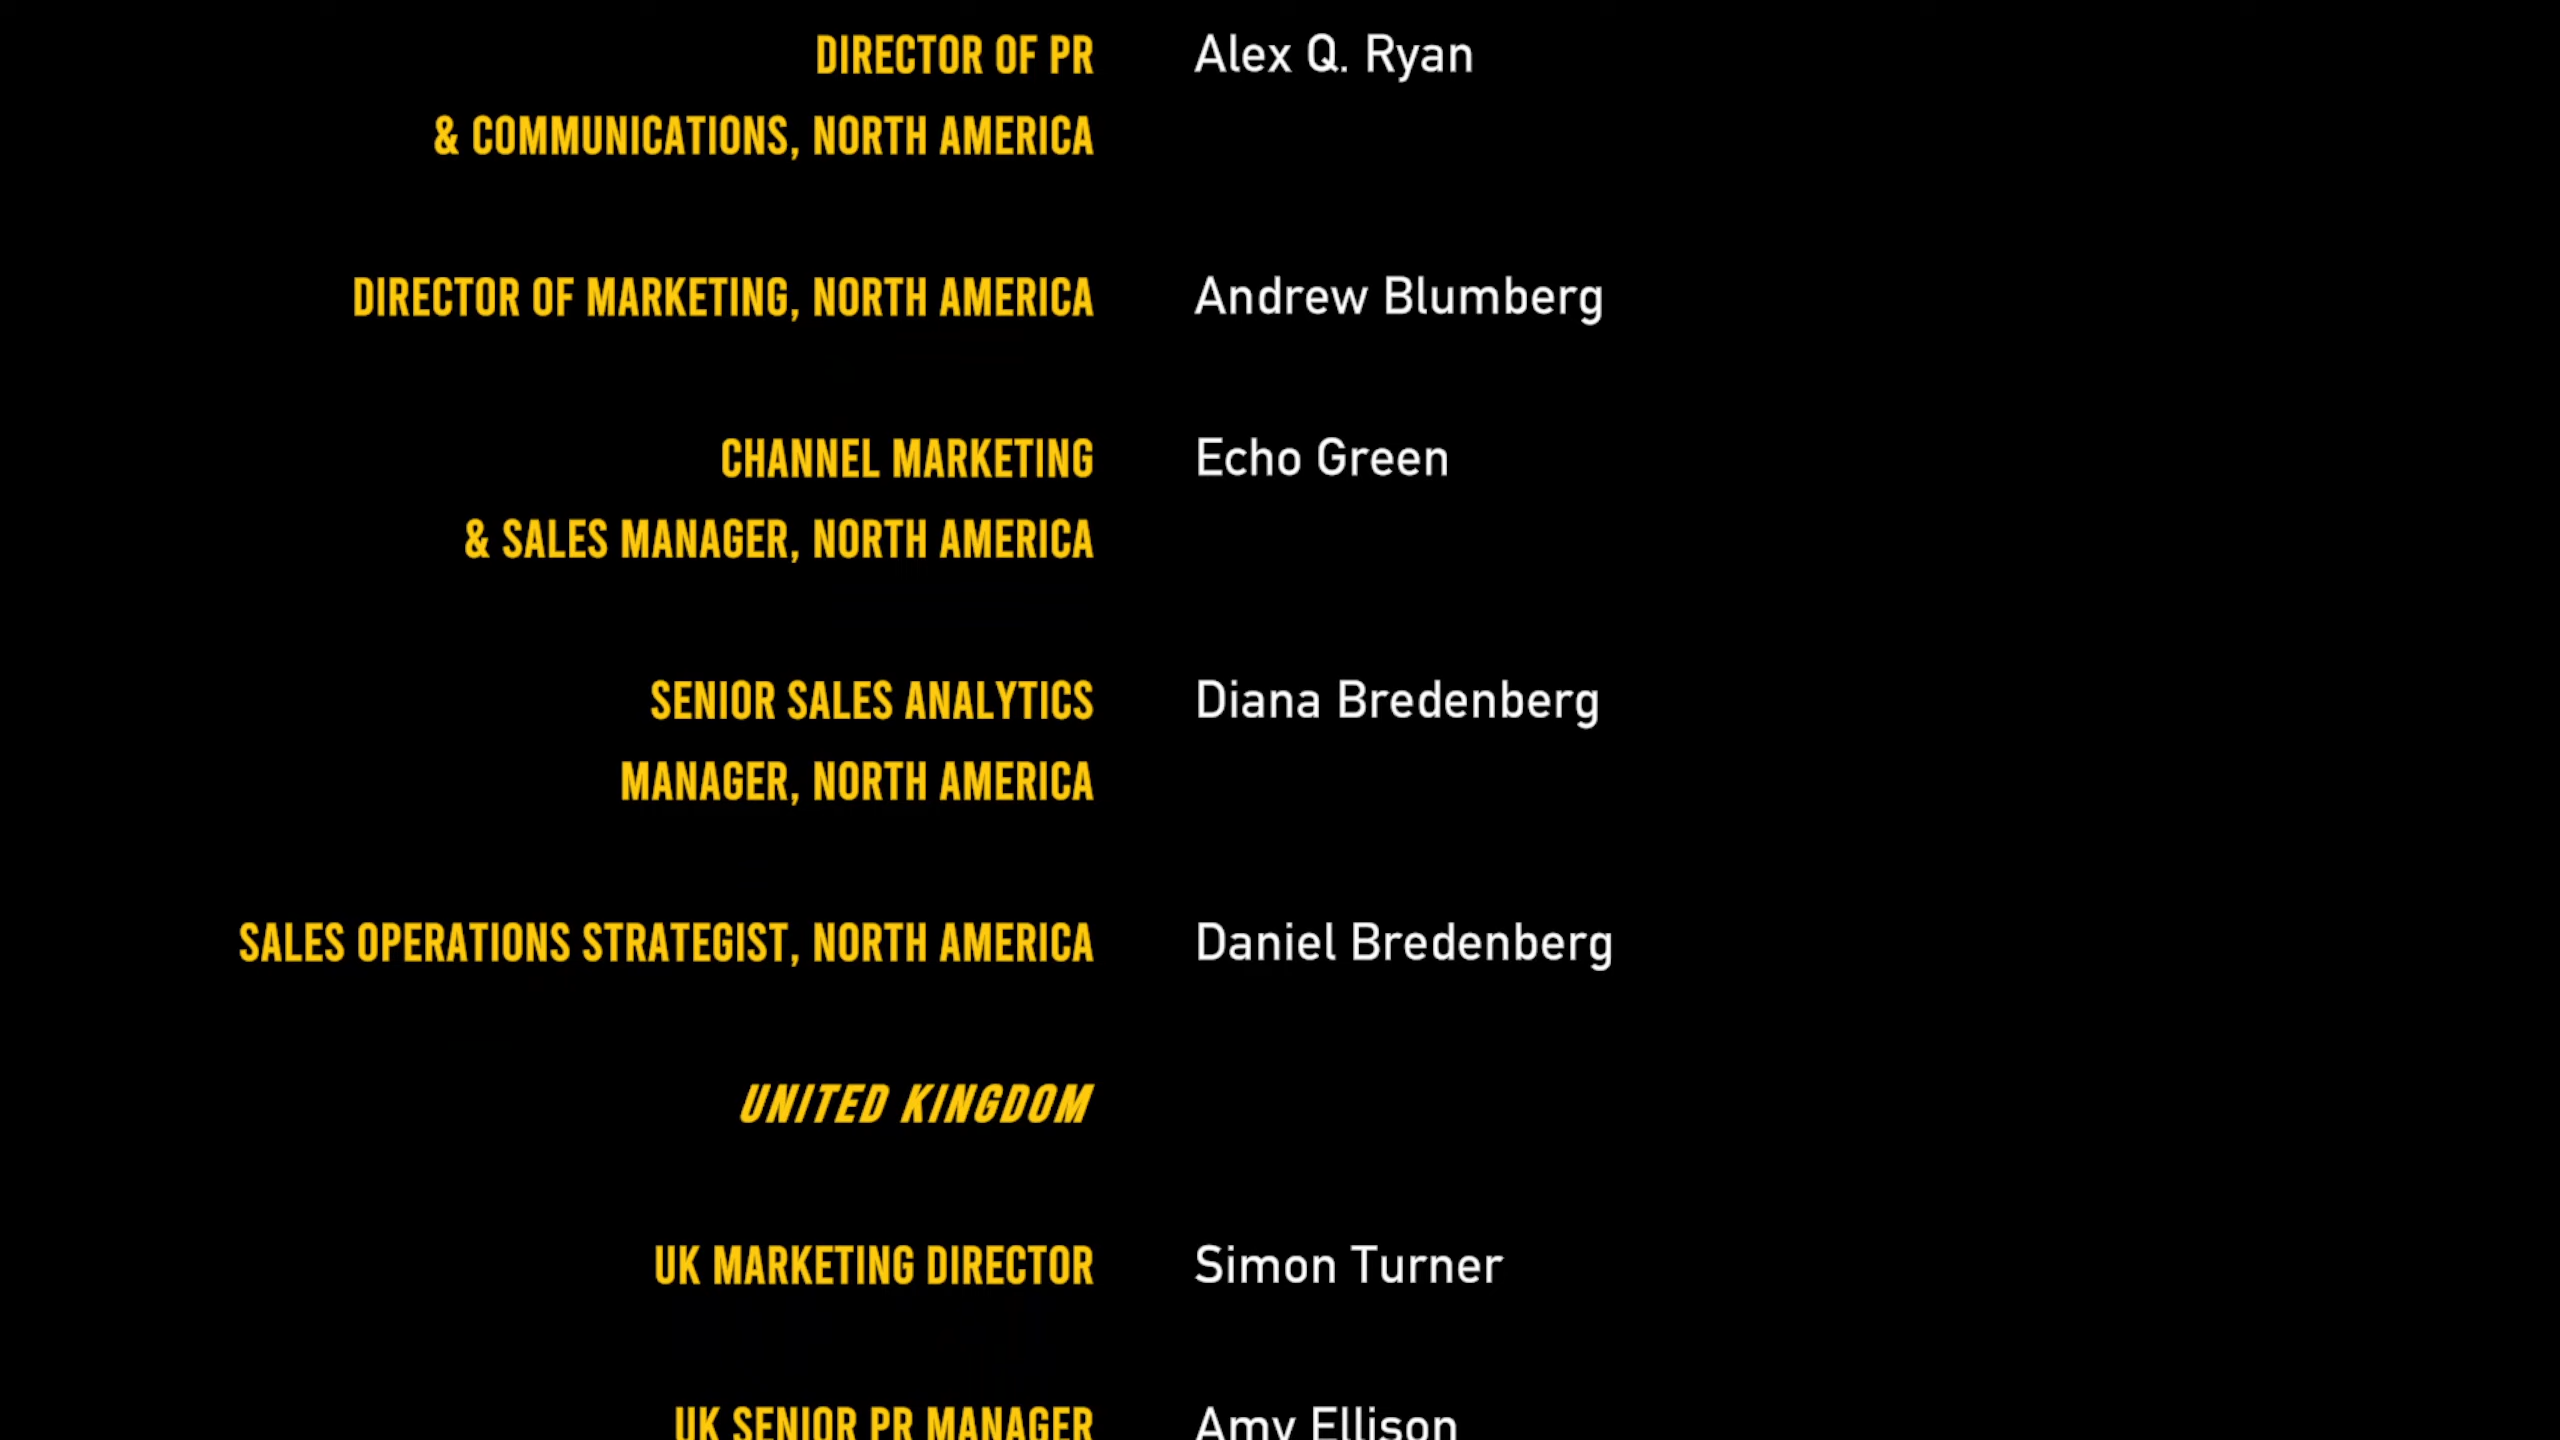 DIRECTOR OF PR Alex Q. Ryan
& COMMUNICATIONS, NORTH AMERICA
DIRECTOR OF MARKETING, NORTH AMERICA Andrew Blumberg
CHANNEL MARKETING Echo Green
& SALES MANAGER, NORTH AMERICA
SENIOR SALES ANALYTICS Diana Bredenberg
MANAGER, NORTH AMERICA
SALES OPERATIONS STRATEGIST, NORTH AMERICA Daniel Bredenberg
UNITED KINGDOM
UK MARKETING DIRECTOR Simon Turner
UK SENIOR PR MANAGER Amy Ellison